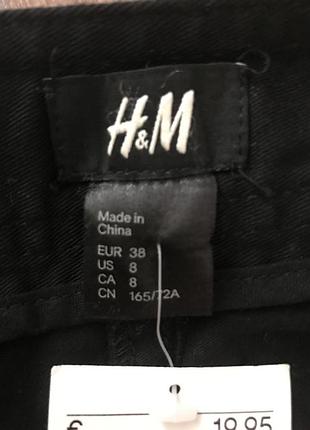 H&M
Made in
China
EUR 38
US 8
CA 8
CN 165/72A
£ 19.95